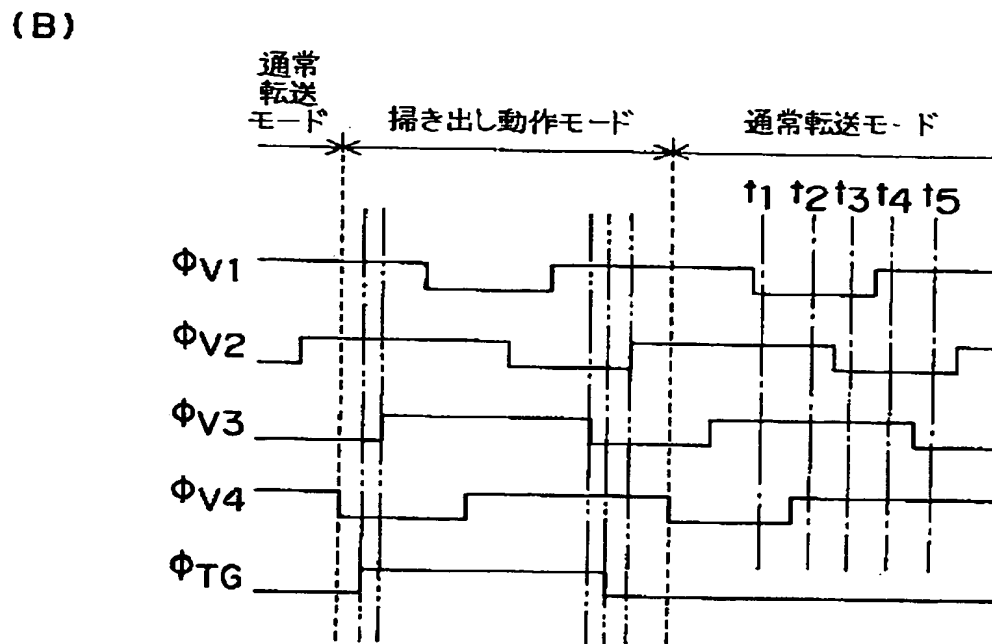 (B)
通常
転送
モード
掃き出し動作モード
通常転送モード
t1 t2 t3 t4 t5
ΦV1
ΦV2
ΦV3
ΦV4
ΦTG